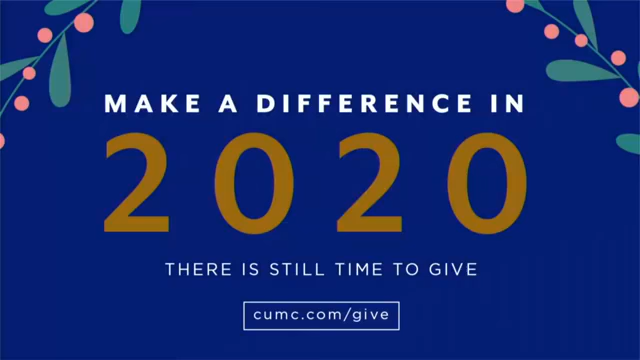 MAKE A DIFFERENCE IN
2020
THERE IS STILL TIME TO GIVE
cumc.com/give